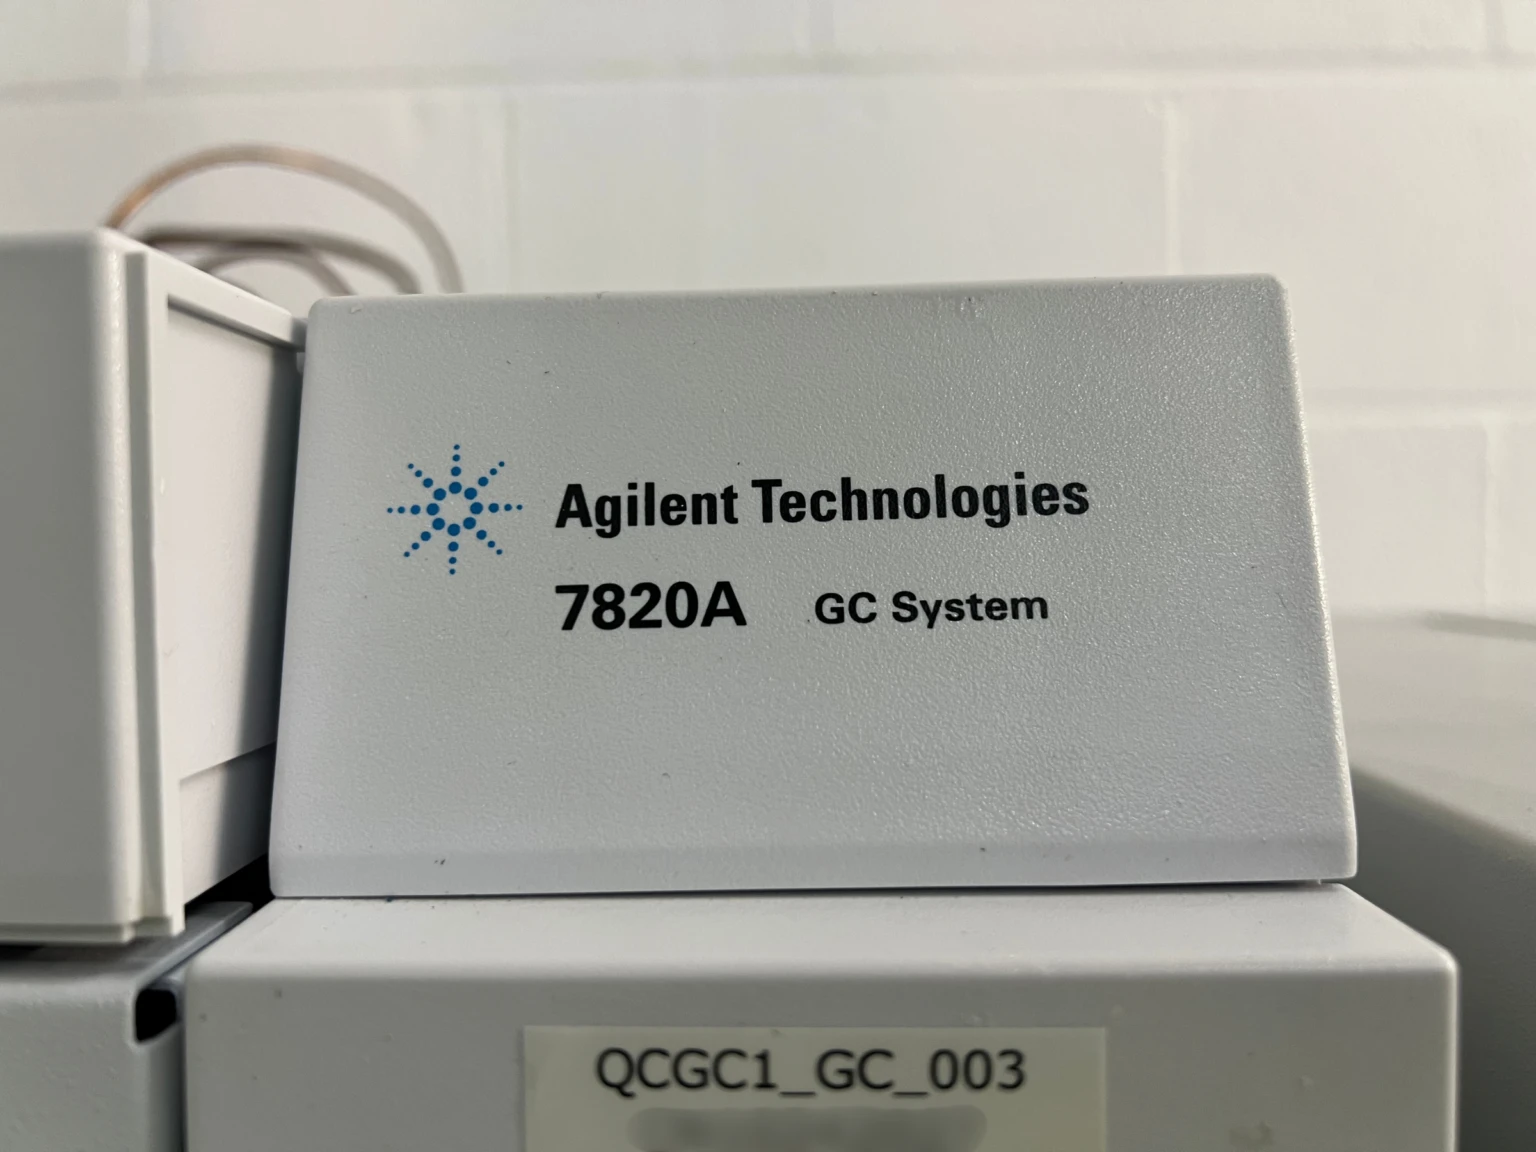 Agilent Technologies
7820A GC System
QCGC1_GC_003